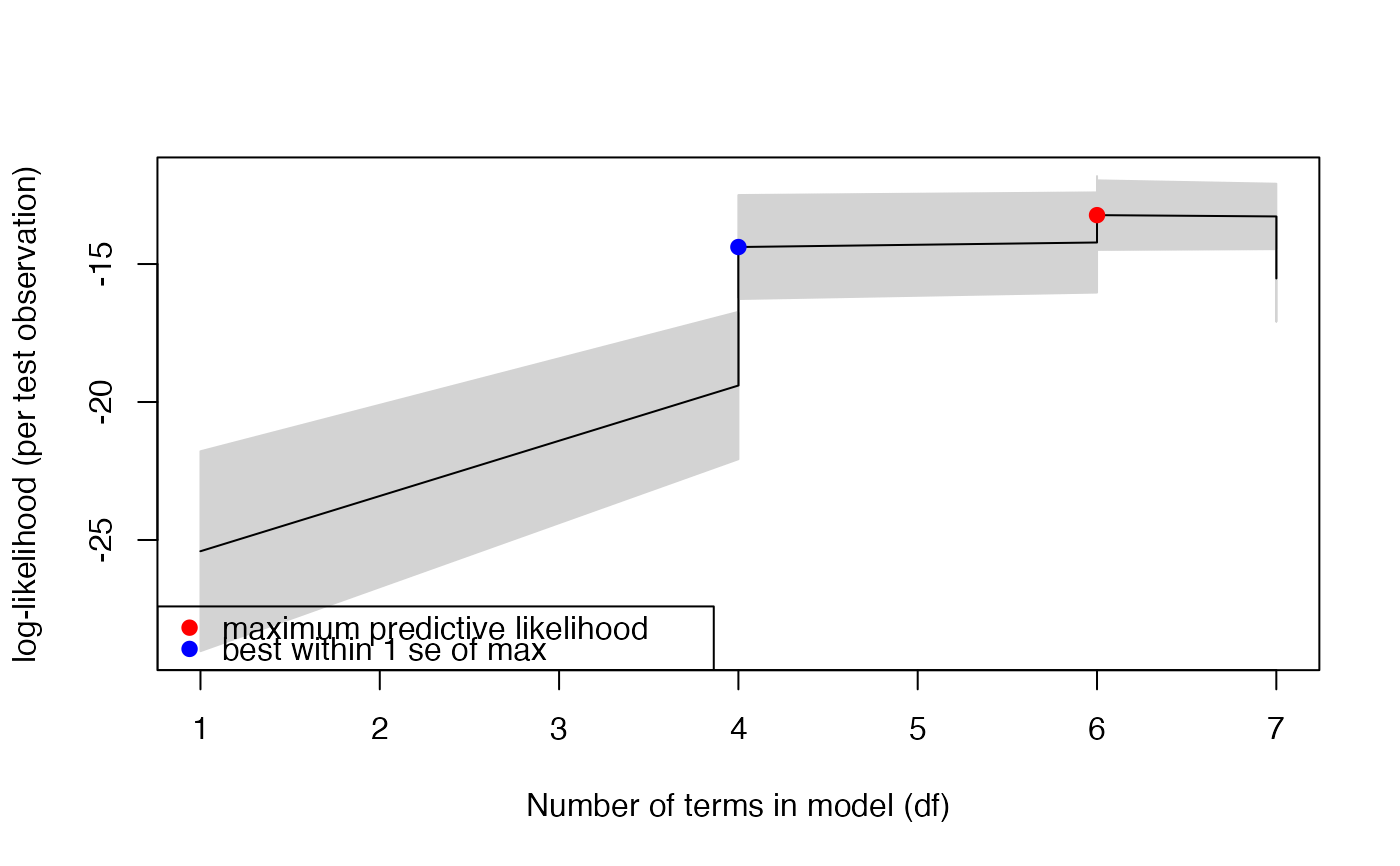 log-likelihood (per test observation)
-15
-20
-25
maximum predictive likelihood
best within 1 se of max
1 2 3 4 5 6 7
Number of terms in model (df)